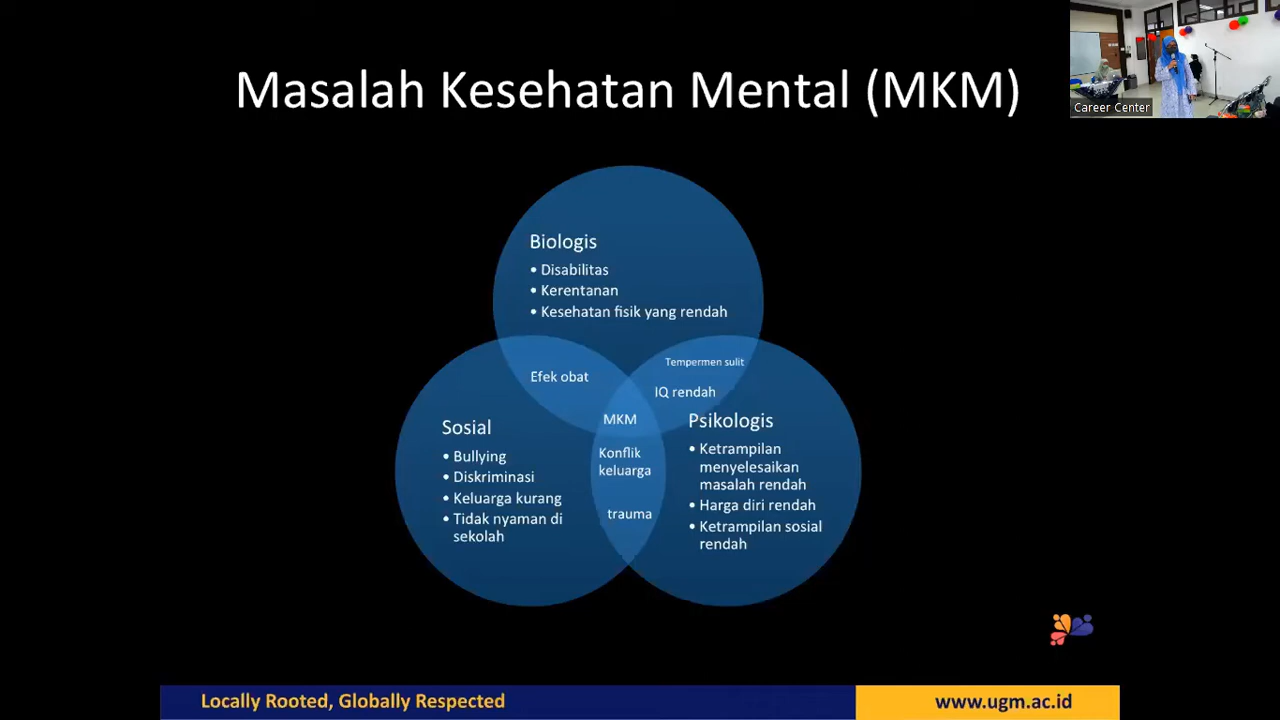 Masalah Kesehatan Mental (MKM)
Career Center
Biologis
• Disabilitas
• Kerentanan
• Kesehatan fisik yang rendah
Tempermen sulit
Efek obat
IQ rendah
MKM
Konflik
keluarga
trauma
Sosial
• Bullying
• Diskriminasi
• Keluarga kurang
• Tidak nyaman di
sekolah
Psikologis
• Ketrampilan
menyelesaikan
masalah rendah
• Harga diri rendah
• Ketrampilan sosial
rendah
Locally Rooted, Globally Respected
www.ugm.ac.id